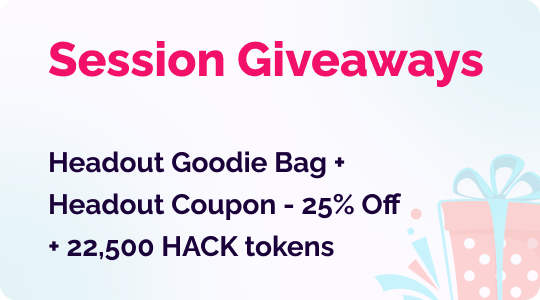 Session Giveaways
Headout Goodie Bag +
Headout Coupon - 25% Off
+ 22,500 HACK tokens